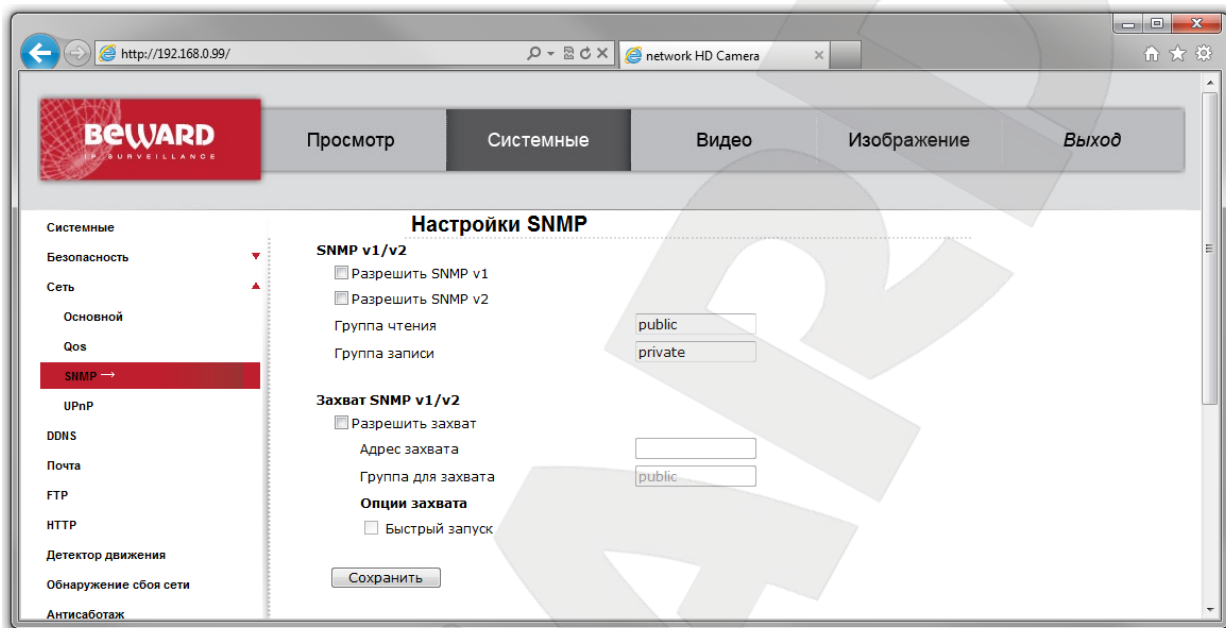 http://192.168.0.99/
network HD Camera
BEWARD
IP SURVEILLANCE
Просмотр
Системные
Видео
Изображение
Выход
Системные
Безопасность
Сеть
Основной
Qos
SNMP →
UPnP
DDNS
Почта
FTP
HTTP
Детектор движения
Обнаружение сбоя сети
Антисаботаж
Настройки SNMP
SNMP v1/v2
Разрешить SNMP v1
Разрешить SNMP v2
Группа чтения public
Группа записи private
Захват SNMP v1/v2
Разрешить захват
Адрес захвата
Группа для захвата public
Опции захвата
Быстрый запуск
Сохранить